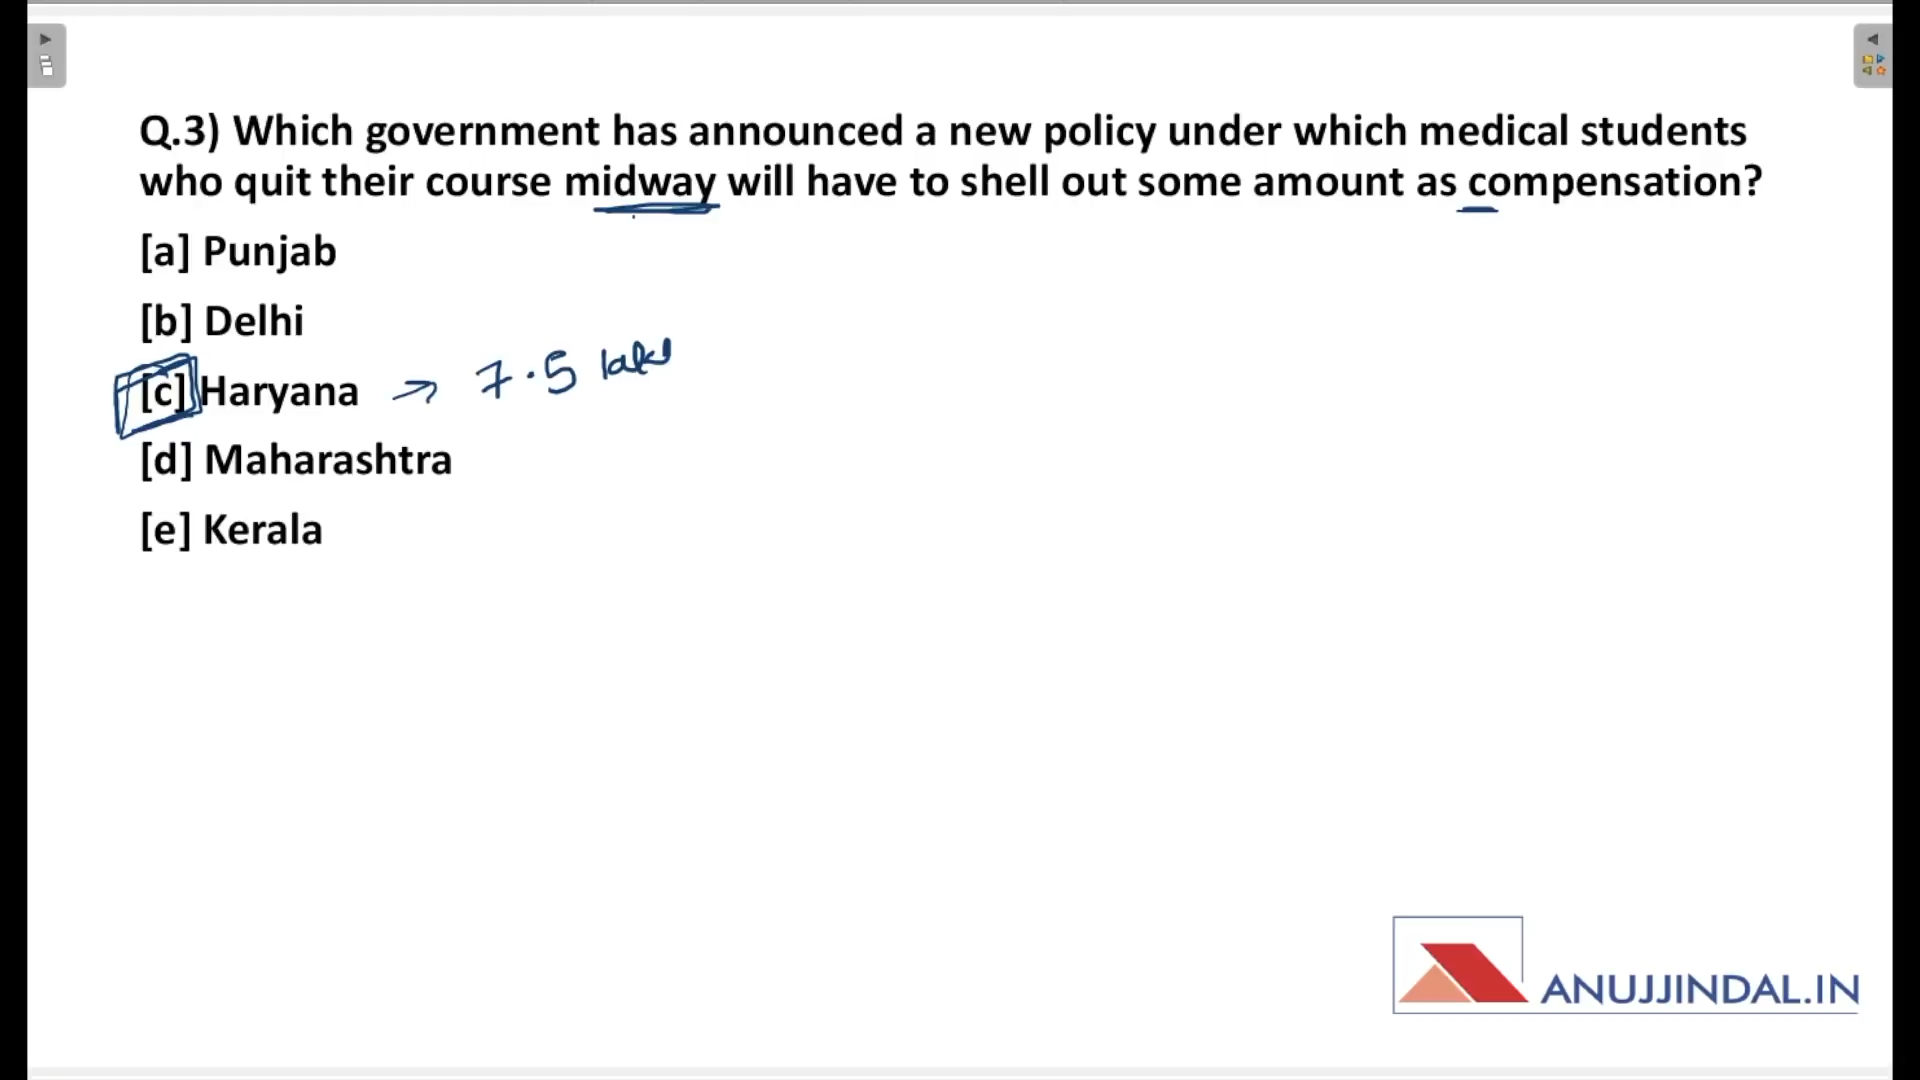 Q.3) Which government has announced a new policy under which medical students
who quit their course midway will have to shell out some amount as compensation?
[a] Punjab
[b] Delhi
[c] Haryana → 7.5 lakh
[d] Maharashtra
[e] Kerala
ANUJJINDAL.IN